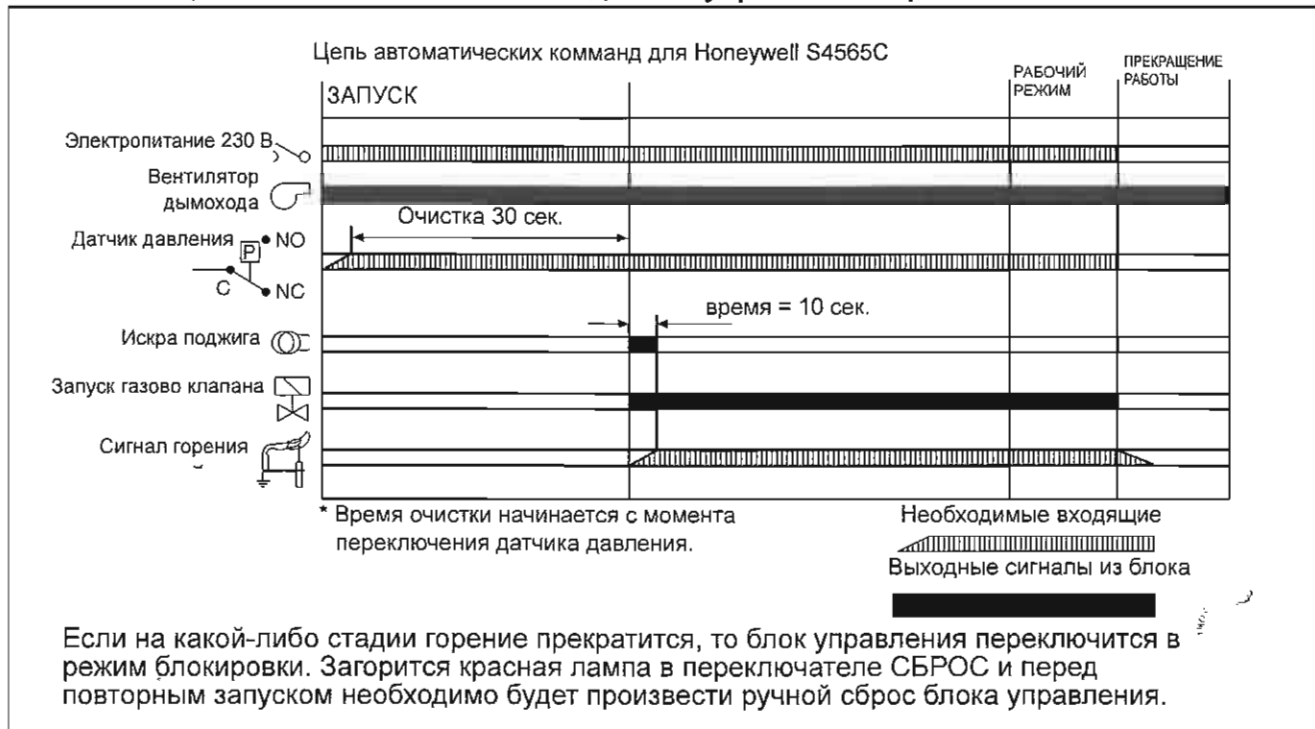 Цепь автоматических комманд для Honeywell S4565C
ЗАПУСК
РАБОЧИЙ
РЕЖИМ
ПРЕКРАЩЕНИЕ
РАБОТЫ
Электропитание 230 В
Вентилятор
дымохода
Очистка 30 сек.
Датчик давления
NO
P
C
NC
время = 10 сек.
Искра поджига
Запуск газово клапана
Сигнал горения
* Время очистки начинается с момента
переключения датчика давления.
Необходимые входящие
Выходные сигналы из блока
Если на какой-либо стадии горение прекратится, то блок управления переключится в
режим блокировки. Загорится красная лампа в переключателе СБРОС и перед
повторным запуском необходимо будет произвести ручной сброс блока управления.